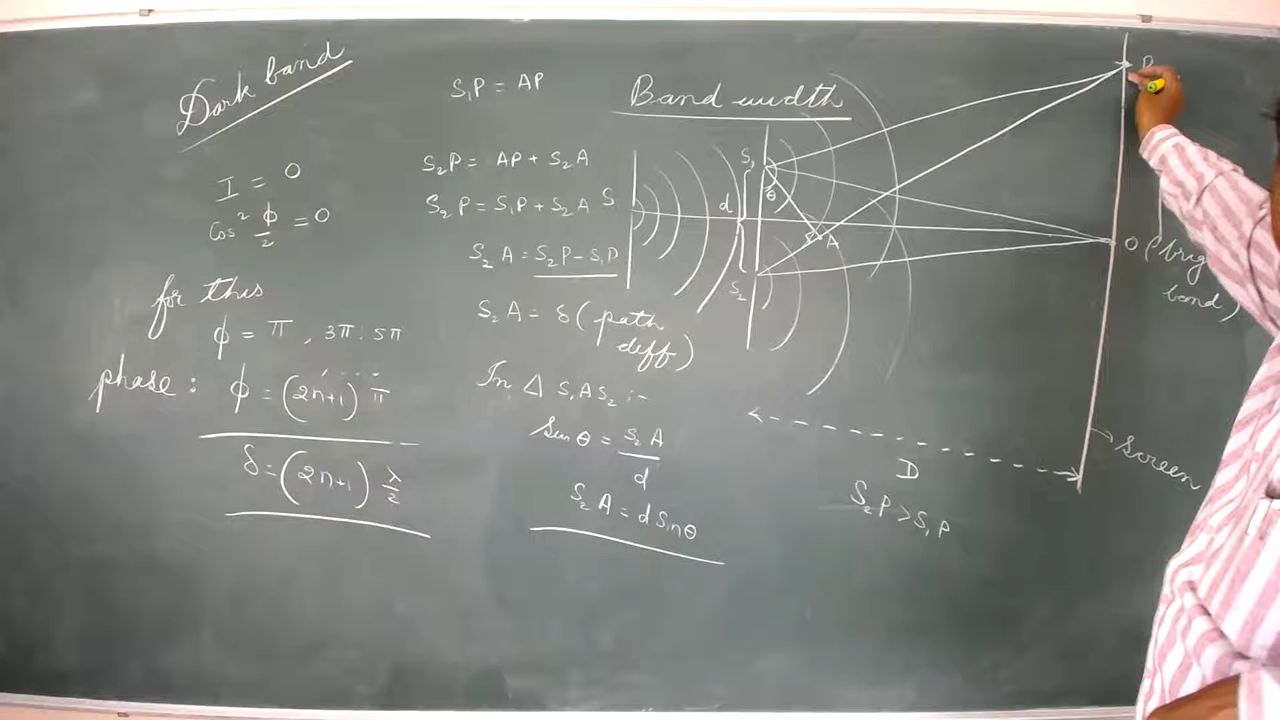 Dark band
I = 0
cos² ϕ/2 = 0
for this
ϕ = π , 3π . 5π
. . . . .
phase : ϕ = (2n+1) π
δ = (2n+1) λ/2
S₁P = AP
S₂P = AP + S₂A
S₂P = S₁P + S₂A
S₂A = S₂P – S₁P
S₂A = δ (path
diff)
In Δ S₁AS₂ :-
Sin θ = S₂A/d
S₂A = d Sinθ
Band width
S
S₁
θ
d
A
S₂
P
O (brig
band)
D
Screen
S₂P > S₁P